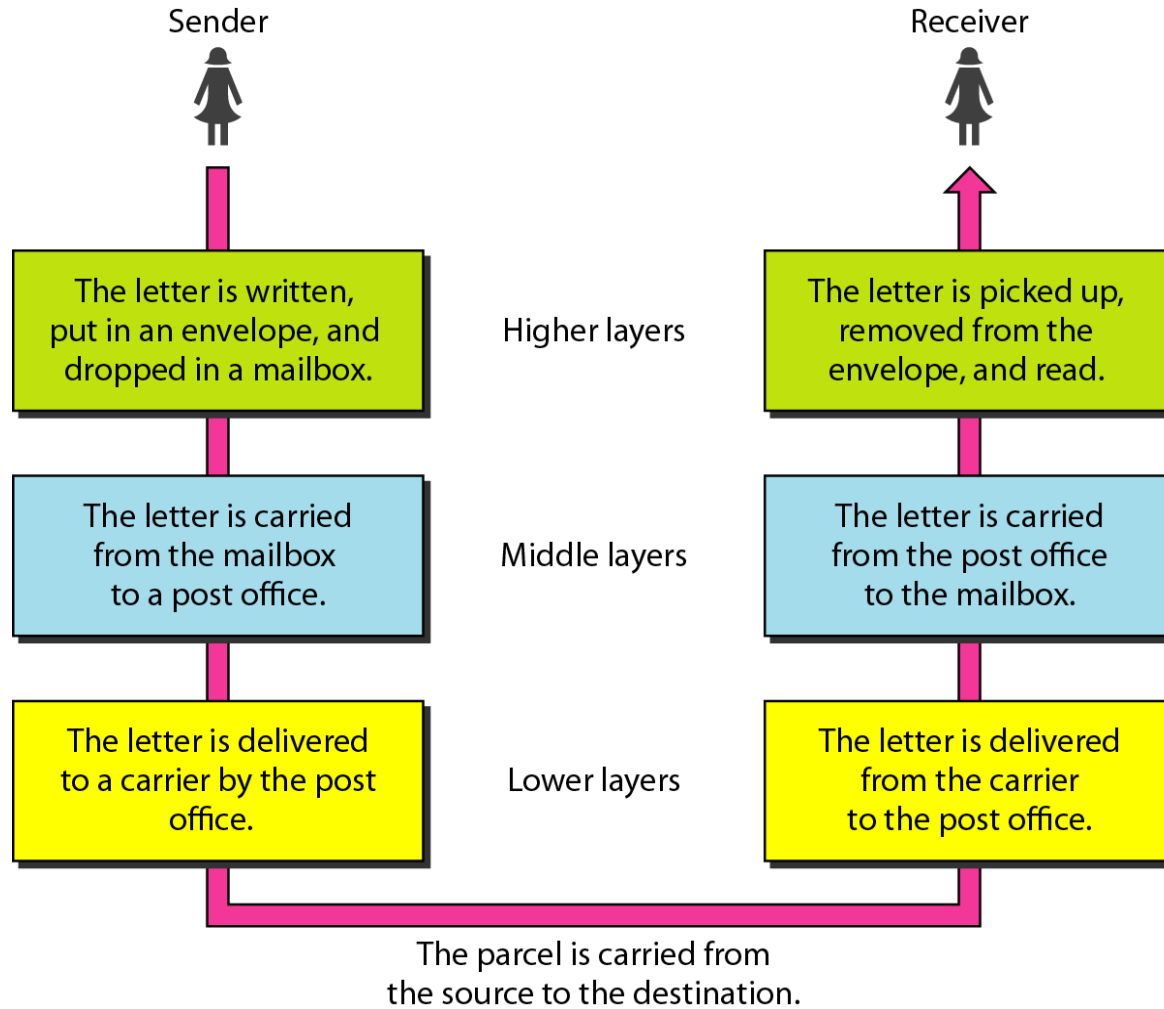 Sender
Receiver
The letter is written,
put in an envelope, and
dropped in a mailbox.
Higher layers
The letter is picked up,
removed from the
envelope, and read.
The letter is carried
from the mailbox
to a post office.
Middle layers
The letter is carried
from the post office
to the mailbox.
The letter is delivered
to a carrier by the post
office.
Lower layers
The letter is delivered
from the carrier
to the post office.
The parcel is carried from
the source to the destination.